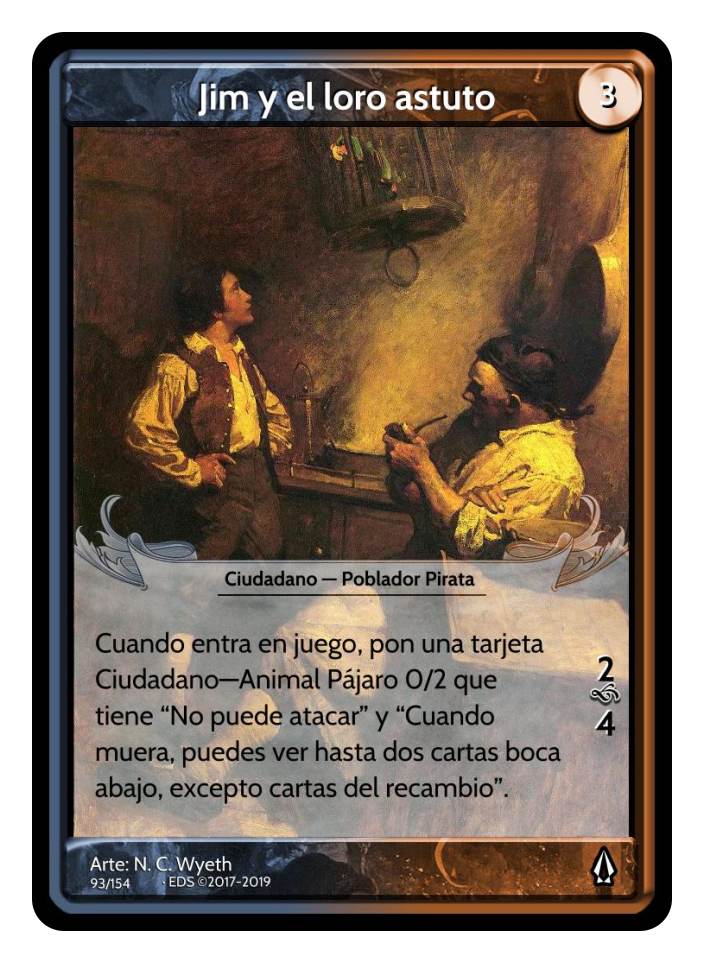 Jim y el loro astuto
3
Ciudadano — Poblador Pirata
Cuando entra en juego, pon una tarjeta
Ciudadano—Animal Pájaro 0/2 que
tiene “No puede atacar” y “Cuando
muera, puedes ver hasta dos cartas boca
abajo, excepto cartas del recambio”.
2
4
Arte: N. C. Wyeth
93/154 · EDS ©2017-2019